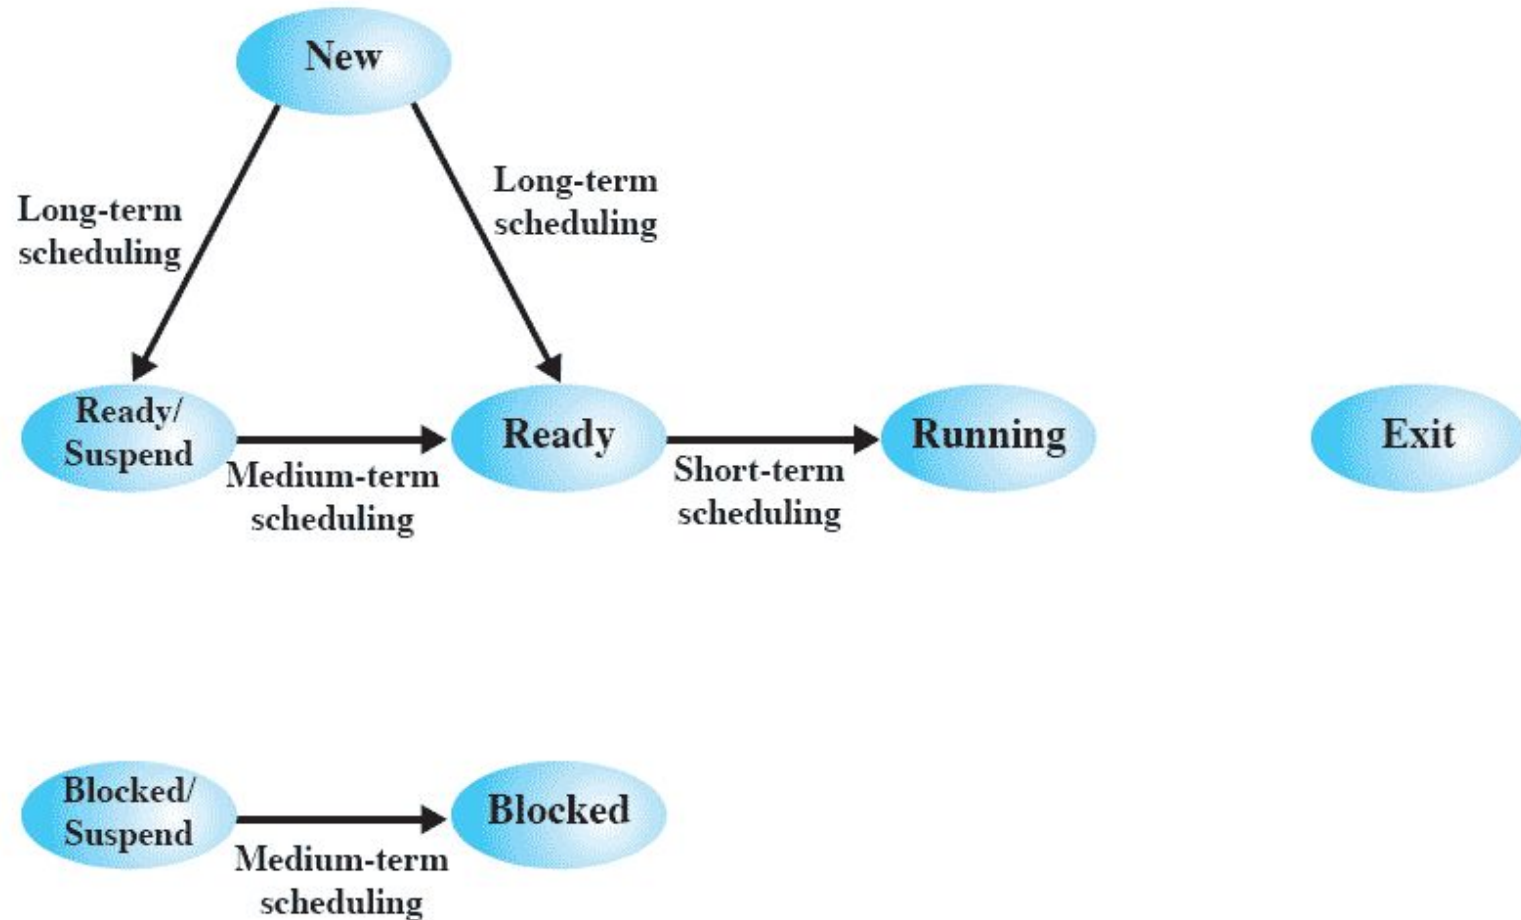 New
Long-term
scheduling
Long-term
scheduling
Ready/
Suspend
Medium-term
scheduling
Ready
Short-term
scheduling
Running
Exit
Blocked/
Suspend
Medium-term
scheduling
Blocked